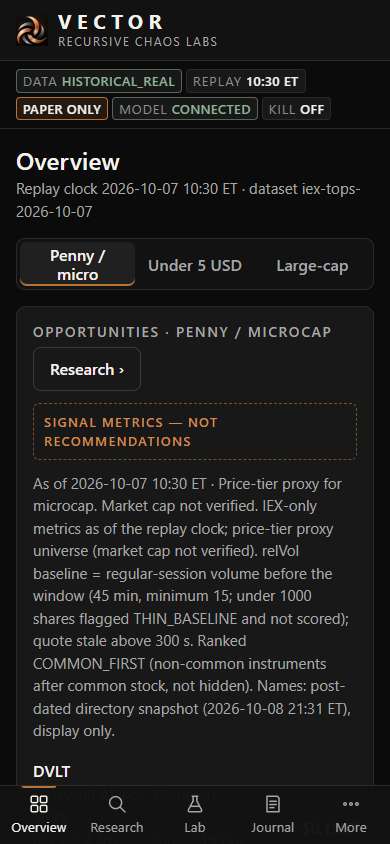 VECTOR
RECURSIVE CHAOS LABS
DATA HISTORICAL_REAL REPLAY 10:30 ET
PAPER ONLY MODEL CONNECTED KILL OFF
Overview
Replay clock 2026-10-07 10:30 ET · dataset iex-tops-
2026-10-07
Penny /
micro
Under 5 USD
Large-cap
OPPORTUNITIES · PENNY / MICROCAP
Research ›
SIGNAL METRICS — NOT
RECOMMENDATIONS
As of 2026-10-07 10:30 ET · Price-tier proxy for
microcap. Market cap not verified. IEX-only
metrics as of the replay clock; price-tier proxy
universe (market cap not verified). relVol
baseline = regular-session volume before the
window (45 min, minimum 15; under 1000
shares flagged THIN_BASELINE and not scored);
quote stale above 300 s. Ranked
COMMON_FIRST (non-common instruments
after common stock, not hidden). Names: post-
dated directory snapshot (2026-10-08 21:31 ET),
display only.
DVLT
Overview Research Lab Journal More